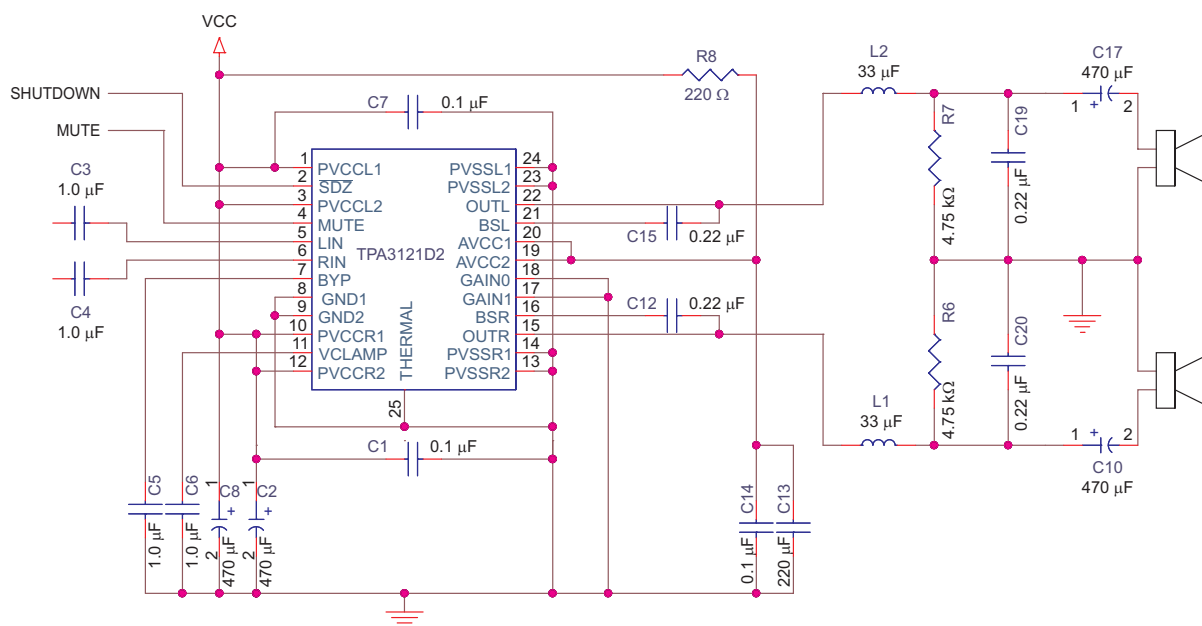 VCC
SHUTDOWN
MUTE
C3
1.0 μF
C4
1.0 μF
C7
0.1 μF
R8
220 Ω
TPA3121D2
1 PVCCL1
2 SDZ
3 PVCCL2
4 MUTE
5 LIN
6 RIN
7 BYP
8 GND1
9 GND2
10 PVCCR1
11 VCLAMP
12 PVCCR2
THERMAL
25
PVSSL1 24
PVSSL2 23
OUTL 22
BSL 21
AVCC1 20
AVCC2 19
GAIN0 18
GAIN1 17
BSR 16
OUTR 15
PVSSR1 14
PVSSR2 13
C15
0.22 μF
C12
0.22 μF
L2
33 μF
R7
4.75 kΩ
C19
0.22 μF
C17
470 μF
1 + 2
R6
4.75 kΩ
C20
0.22 μF
L1
33 μF
1 + 2
C10
470 μF
C1
0.1 μF
C5
1.0 μF
C6
1.0 μF
1
C8
+
2
470 μF
1
C2
+
2
470 μF
C14
0.1 μF
C13
220 μF